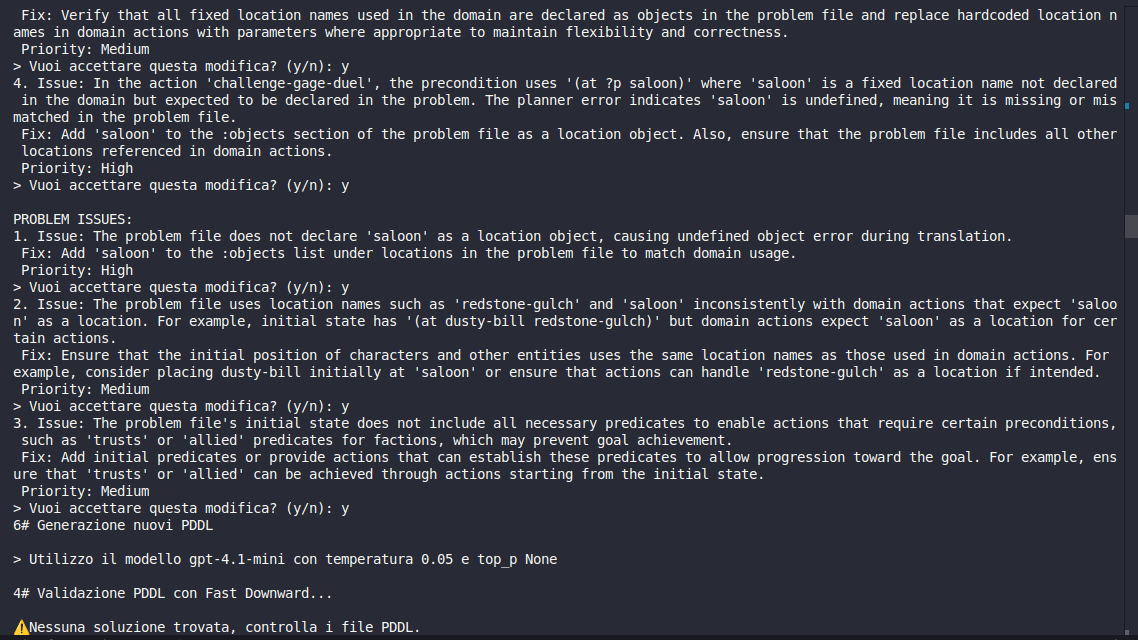 Fix: Verify that all fixed location names used in the domain are declared as objects in the problem file and replace hardcoded location n
ames in domain actions with parameters where appropriate to maintain flexibility and correctness.
Priority: Medium
> Vuoi accettare questa modifica? (y/n): y
4. Issue: In the action 'challenge-gage-duel', the precondition uses '(at ?p saloon)' where 'saloon' is a fixed location name not declared
in the domain but expected to be declared in the problem. The planner error indicates 'saloon' is undefined, meaning it is missing or mis
matched in the problem file.
Fix: Add 'saloon' to the :objects section of the problem file as a location object. Also, ensure that the problem file includes all other
locations referenced in domain actions.
Priority: High
> Vuoi accettare questa modifica? (y/n): y
PROBLEM ISSUES:
1. Issue: The problem file does not declare 'saloon' as a location object, causing undefined object error during translation.
Fix: Add 'saloon' to the :objects list under locations in the problem file to match domain usage.
Priority: High
> Vuoi accettare questa modifica? (y/n): y
2. Issue: The problem file uses location names such as 'redstone-gulch' and 'saloon' inconsistently with domain actions that expect 'saloo
n' as a location. For example, initial state has '(at dusty-bill redstone-gulch)' but domain actions expect 'saloon' as a location for cer
tain actions.
Fix: Ensure that the initial position of characters and other entities uses the same location names as those used in domain actions. For
example, consider placing dusty-bill initially at 'saloon' or ensure that actions can handle 'redstone-gulch' as a location if intended.
Priority: Medium
> Vuoi accettare questa modifica? (y/n): y
3. Issue: The problem file's initial state does not include all necessary predicates to enable actions that require certain preconditions,
such as 'trusts' or 'allied' predicates for factions, which may prevent goal achievement.
Fix: Add initial predicates or provide actions that can establish these predicates to allow progression toward the goal. For example, ens
ure that 'trusts' or 'allied' can be achieved through actions starting from the initial state.
Priority: Medium
> Vuoi accettare questa modifica? (y/n): y
6# Generazione nuovi PDDL
> Utilizzo il modello gpt-4.1-mini con temperatura 0.05 e top_p None
4# Validazione PDDL con Fast Downward...
⚠️Nessuna soluzione trovata, controlla i file PDDL.